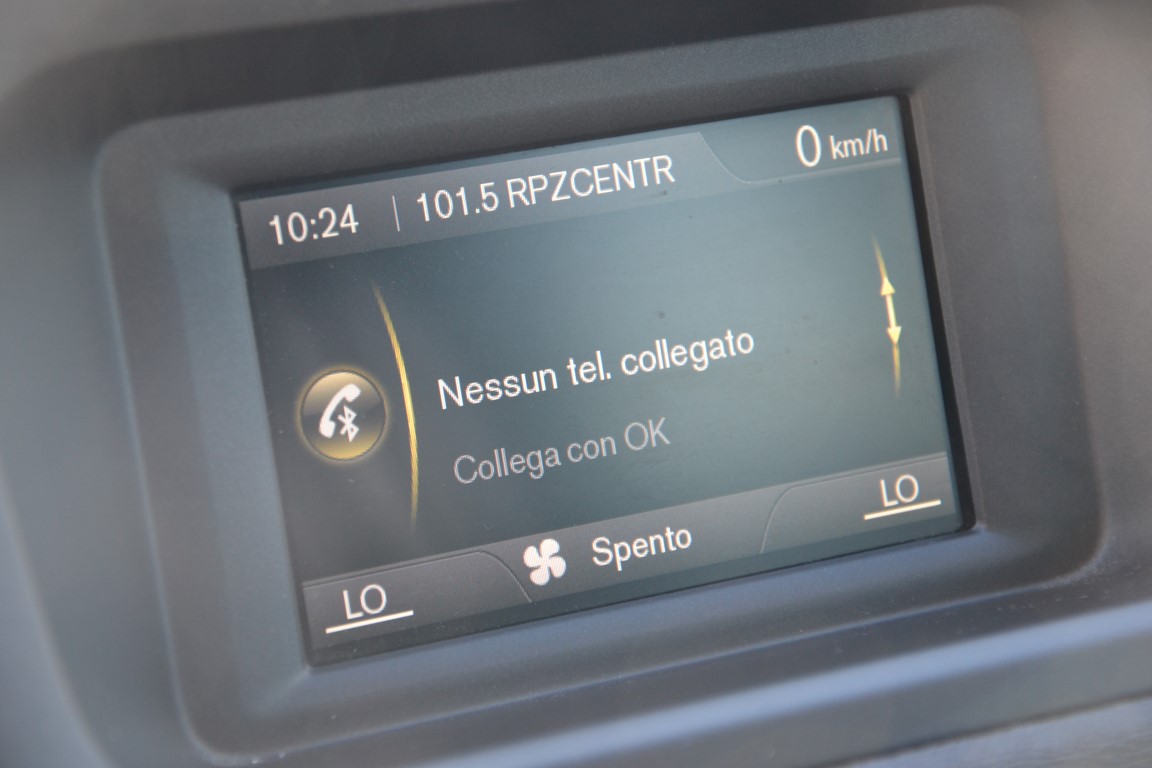 10:24 | 101.5 RPZCENTR 0 km/h
Nessun tel. collegato
Collega con OK
LO Spento LO